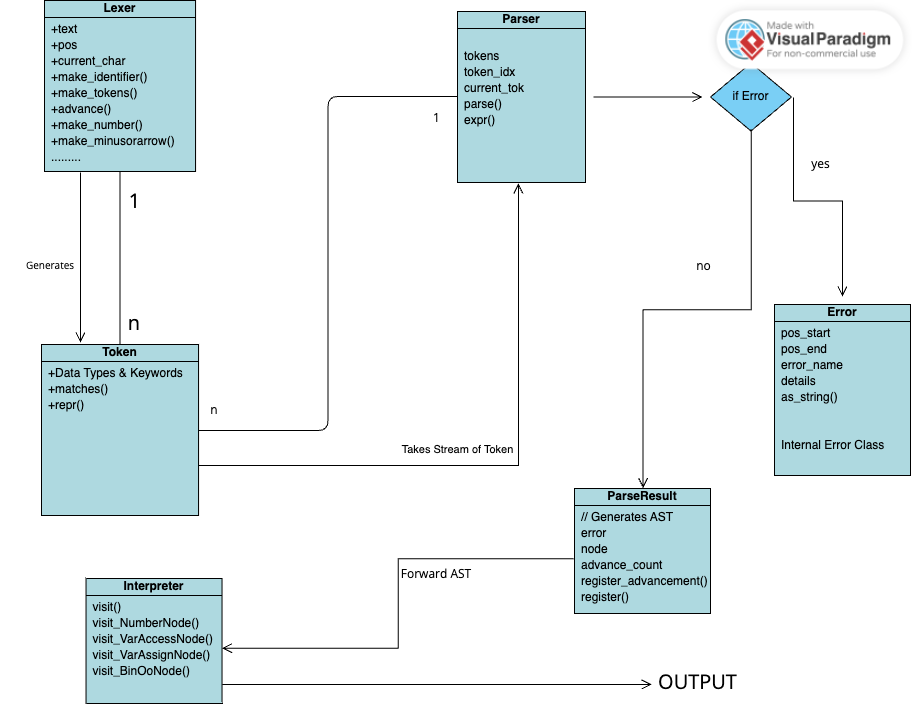 Lexer
+text
+pos
+current_char
+make_identifier()
+make_tokens()
+advance()
+make_number()
+make_minusorarrow()
.........
Parser
tokens
token_idx
current_tok
parse()
expr()
Made with
Visual Paradigm
For non-commercial use
if Error
1
yes
1
Generates
no
n
Token
+Data Types & Keywords
+matches()
+repr()
n
Takes Stream of Token
Error
pos_start
pos_end
error_name
details
as_string()
Internal Error Class
ParseResult
// Generates AST
error
node
advance_count
register_advancement()
register()
Forward AST
Interpreter
visit()
visit_NumberNode()
visit_VarAccessNode()
visit_VarAssignNode()
visit_BinOoNode()
OUTPUT